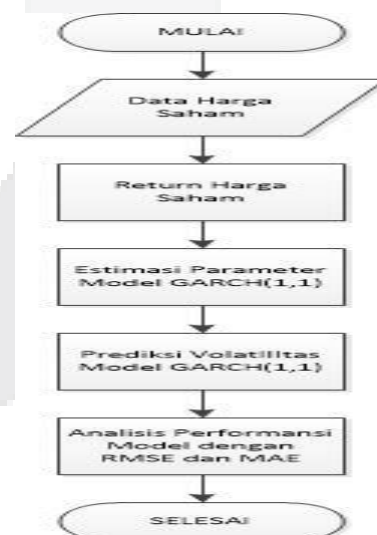 MULAI
Data Harga
Saham
Return Harga
Saham
Estimasi Parameter
Model GARCH(1,1)
Prediksi Volatilitas
Model GARCH(1,1)
Analisis Performansi
Model dengan
RMSE dan MAE
SELESAI